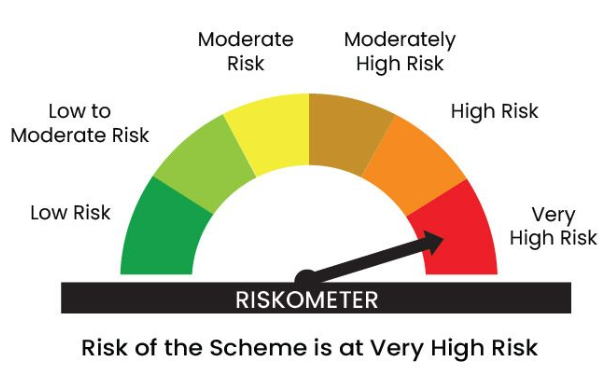 Moderate
Risk
Moderately
High Risk
Low to
Moderate Risk
High Risk
Low Risk
Very
High Risk
RISKOMETER
Risk of the Scheme is at Very High Risk